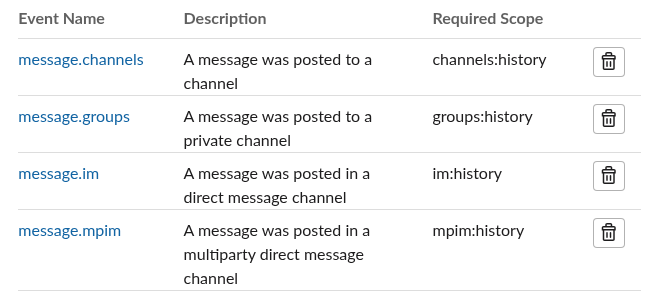 Event Name Description Required Scope
message.channels A message was posted to a channels:history
channel
message.groups A message was posted to a groups:history
private channel
message.im A message was posted in a im:history
direct message channel
message.mpim A message was posted in a mpim:history
multiparty direct message
channel